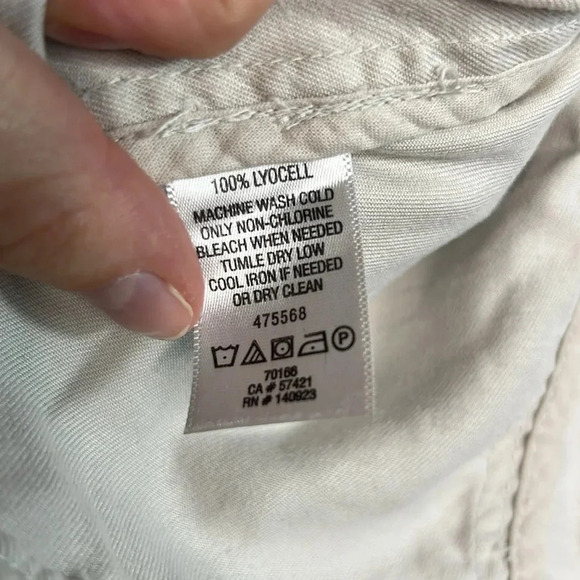 100% LYOCELL
MACHINE WASH COLD
ONLY NON-CHLORINE
BLEACH WHEN NEEDED
TUMLE DRY LOW
COOL IRON IF NEEDED
OR DRY CLEAN
475568
P
70166
CA # 57421
RN # 140923